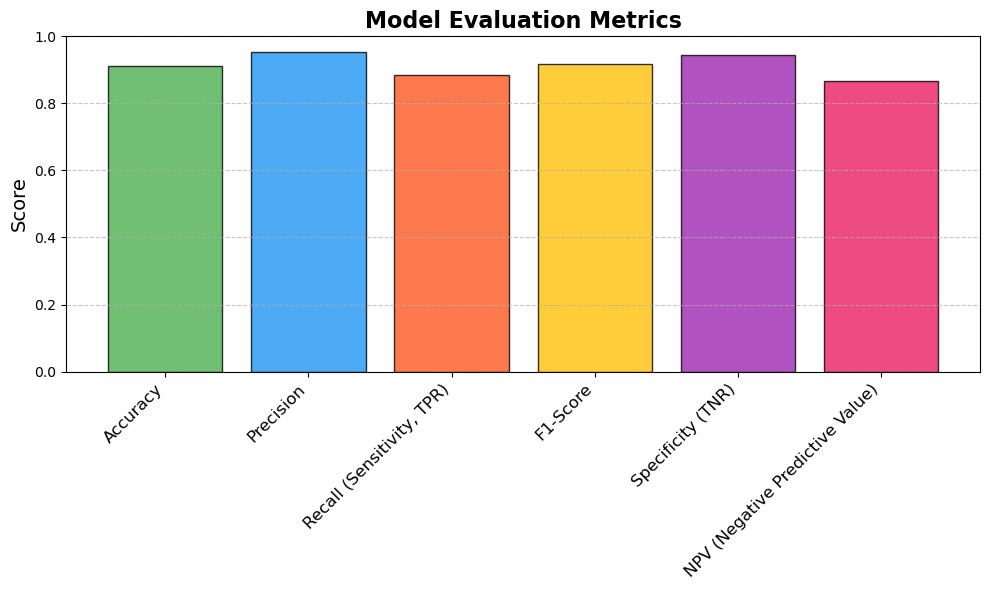 Model Evaluation Metrics
1.0
0.8
0.6
0.4
0.2
0.0
Score
Accuracy
Precision
Recall (Sensitivity, TPR)
F1-Score
Specificity (TNR)
NPV (Negative Predictive Value)